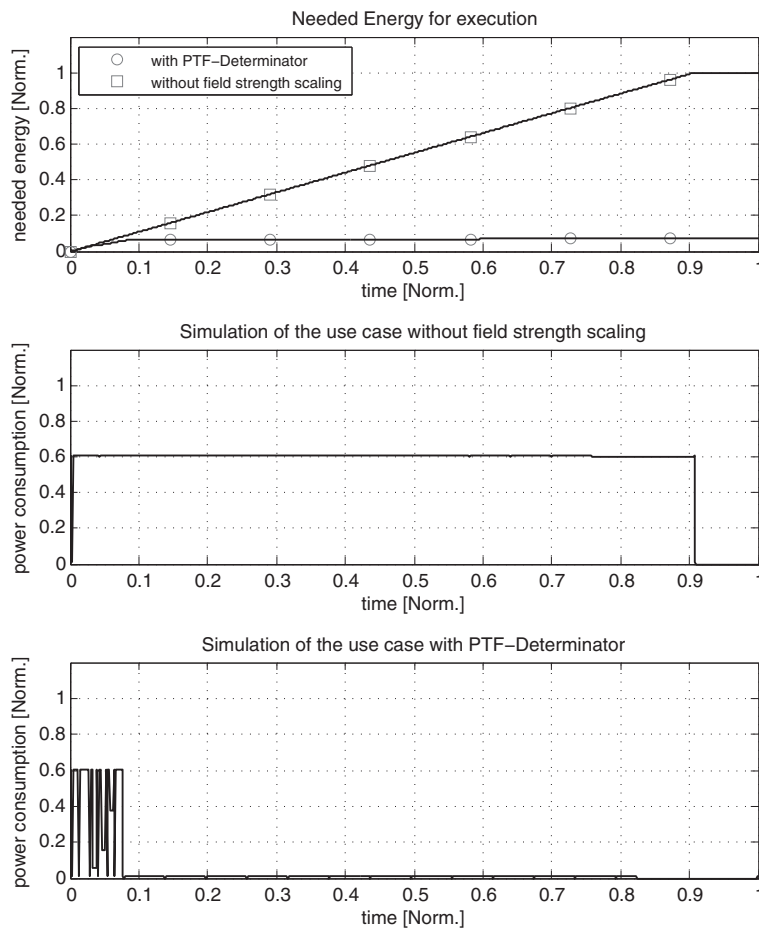 Needed Energy for execution
with PTF−Determinator
without field strength scaling
needed energy [Norm.]
1
0.8
0.6
0.4
0.2
0
0 0.1 0.2 0.3 0.4 0.5 0.6 0.7 0.8 0.9 1
time [Norm.]
Simulation of the use case without field strength scaling
power consumption [Norm.]
1
0.8
0.6
0.4
0.2
0
0 0.1 0.2 0.3 0.4 0.5 0.6 0.7 0.8 0.9 1
time [Norm.]
Simulation of the use case with PTF−Determinator
power consumption [Norm.]
1
0.8
0.6
0.4
0.2
0
0 0.1 0.2 0.3 0.4 0.5 0.6 0.7 0.8 0.9 1
time [Norm.]